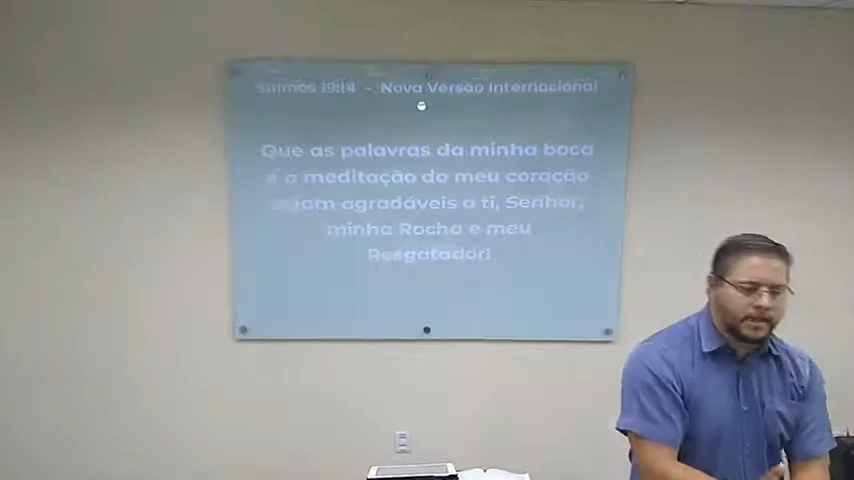 Salmos 19:14 - Nova Versão Internacional
Que as palavras da minha boca
e a meditação do meu coração
sejam agradáveis a ti, Senhor,
minha Rocha e meu
Resgatador!